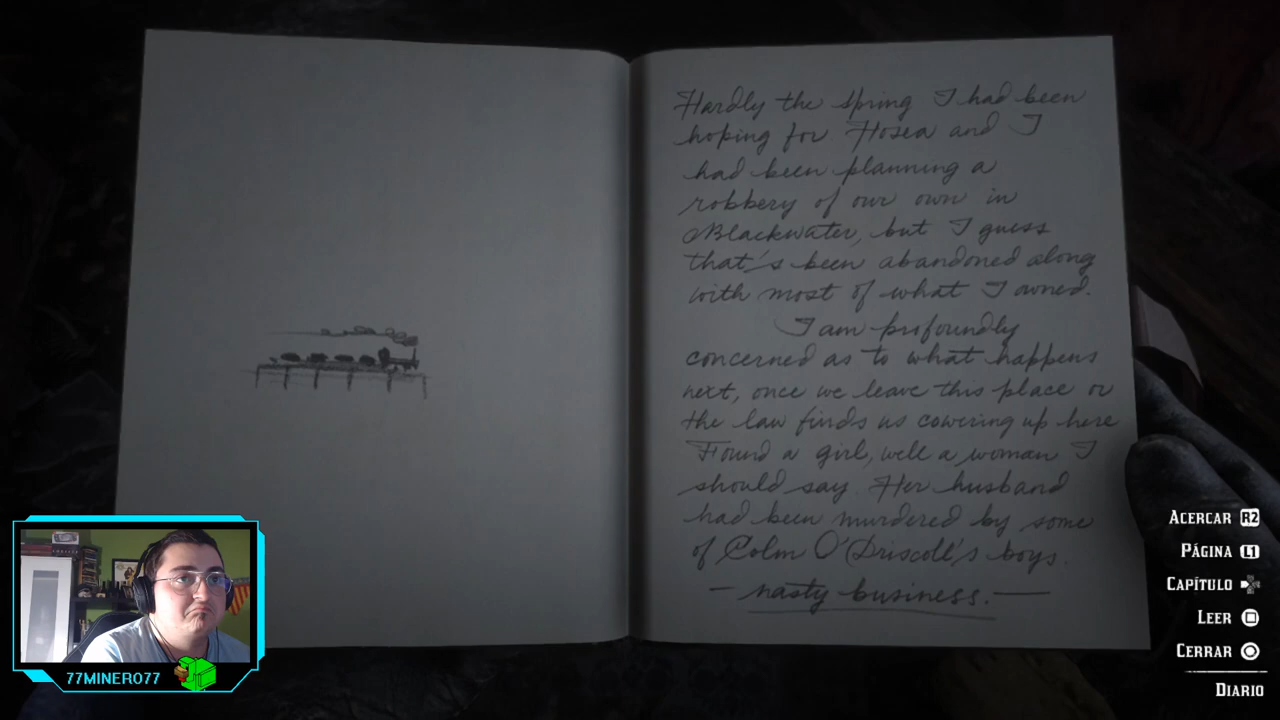 Hardly the spring I had been
hoping for Hosea and I
had been planning a
robbery of our own in
Blackwater, but I guess
that's been abandoned along
with most of what I owned.
I am profoundly
concerned as to what happens
next, once we leave this place or
the law finds us cowering up here
Found a girl, well a woman I
should say. Her husband
had been murdered by some
of Colm O'Driscoll's boys.
— nasty business. —
ACERCAR R2
PÁGINA L1
CAPÍTULO
LEER
CERRAR
DIARIO
77MINERO77